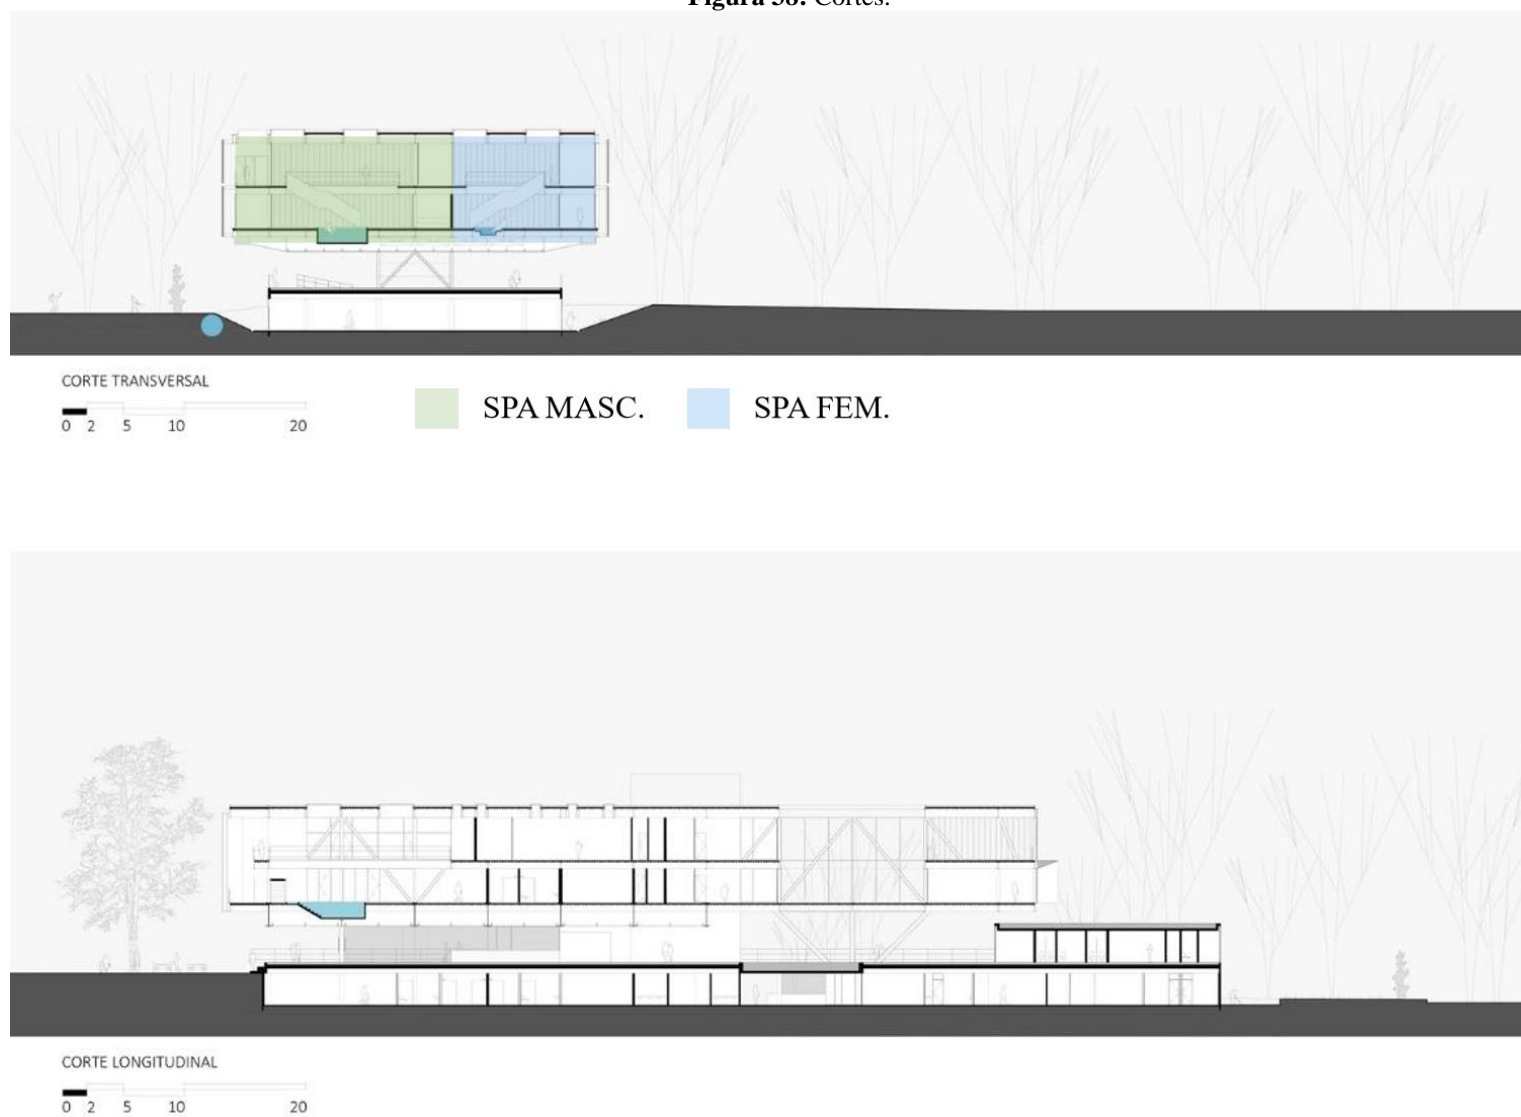 Figura 38: Cortes.
CORTE TRANSVERSAL
0 2 5 10 20
SPA MASC.
SPA FEM.
CORTE LONGITUDINAL
0 2 5 10 20